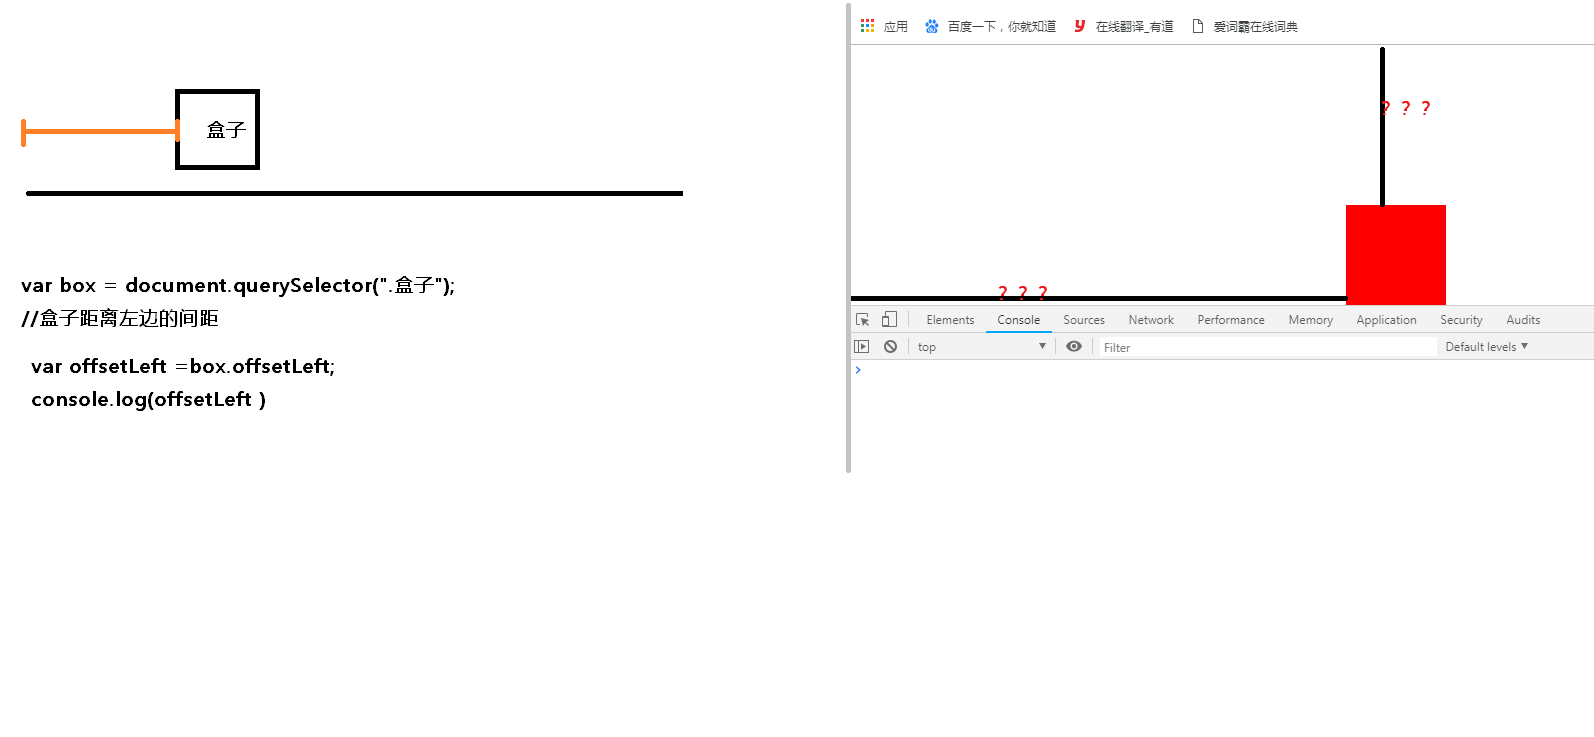 盒子
var box = document.querySelector(".盒子");
//盒子距离左边的间距
var offsetLeft =box.offsetLeft;
console.log(offsetLeft )
应用 百度一下，你就知道 在线翻译_有道 爱词霸在线词典
？？？
？？？
Elements Console Sources Network Performance Memory Application Security Audits
top Filter Default levels